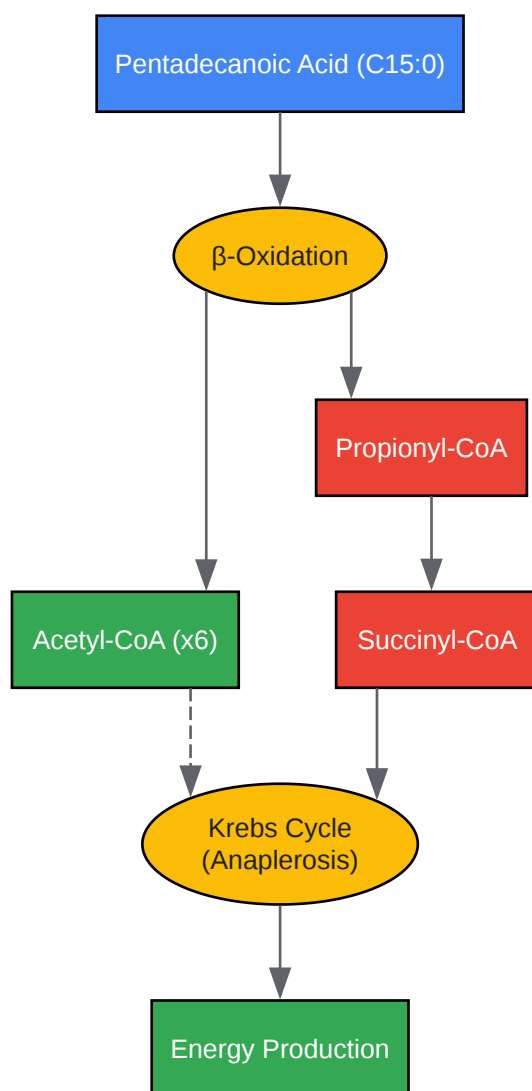 Pentadecanoic Acid (C15:0)
β-Oxidation
Propionyl-CoA
Acetyl-CoA (x6)
Succinyl-CoA
Krebs Cycle
(Anaplerosis)
Energy Production